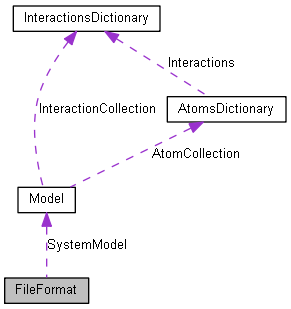 InteractionsDictionary
Interactions
InteractionCollection
AtomsDictionary
AtomCollection
Model
SystemModel
FileFormat